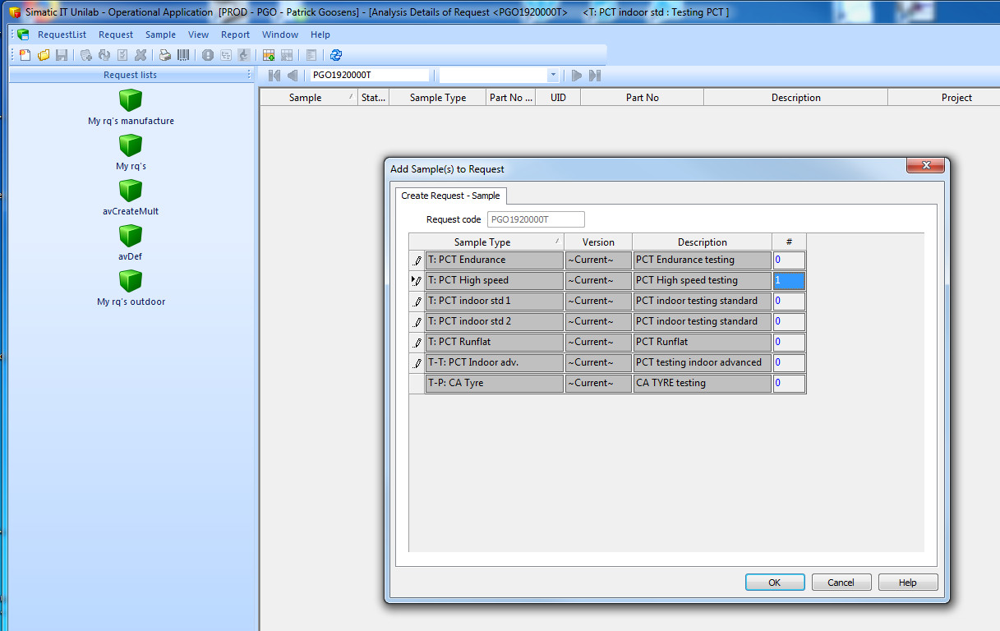 Simatic IT Unilab - Operational Application [PROD - PGO - Patrick Goosens] - [Analysis Details of Request <PGO1920000T> <T: PCT indoor std : Testing PCT ]
RequestList Request Sample View Report Window Help
Request lists
PGO1920000T
My rq's manufacture
My rq's
avCreateMult
avDef
My rq's outdoor
Sample Stat... Sample Type Part No ... UID Part No Description Project
Add Sample(s) to Request
Create Request - Sample
Request code PGO1920000T
Sample Type Version Description #
T: PCT Endurance ~Current~ PCT Endurance testing 0
T: PCT High speed ~Current~ PCT High speed testing 1
T: PCT indoor std 1 ~Current~ PCT indoor testing standard 0
T: PCT indoor std 2 ~Current~ PCT indoor testing standard 0
T: PCT Runflat ~Current~ PCT Runflat 0
T-T: PCT Indoor adv. ~Current~ PCT testing indoor advanced 0
T-P: CA Tyre ~Current~ CA TYRE testing 0
OK Cancel Help